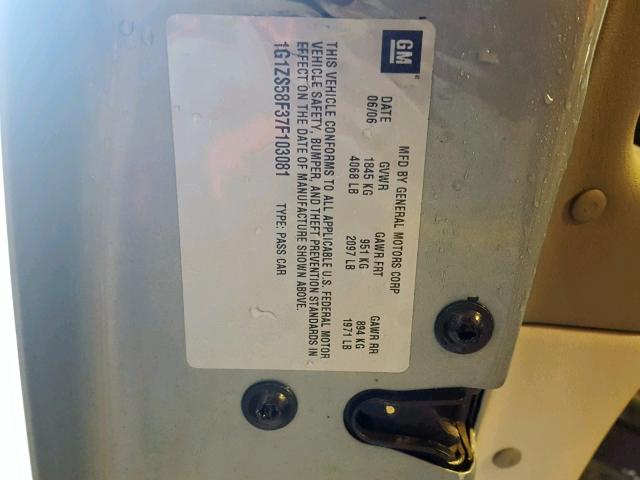 GM
MFD BY GENERAL MOTORS CORP
DATE GVWR GAWR FRT GAWR RR
06/06 1845 KG 951 KG 894 KG
4068 LB 2097 LB 1971 LB
THIS VEHICLE CONFORMS TO ALL APPLICABLE U.S. FEDERAL MOTOR
VEHICLE SAFETY, BUMPER, AND THEFT PREVENTION STANDARDS IN
EFFECT ON THE DATE OF MANUFACTURE SHOWN ABOVE.
1G1ZS58F37F103081 TYPE: PASS CAR